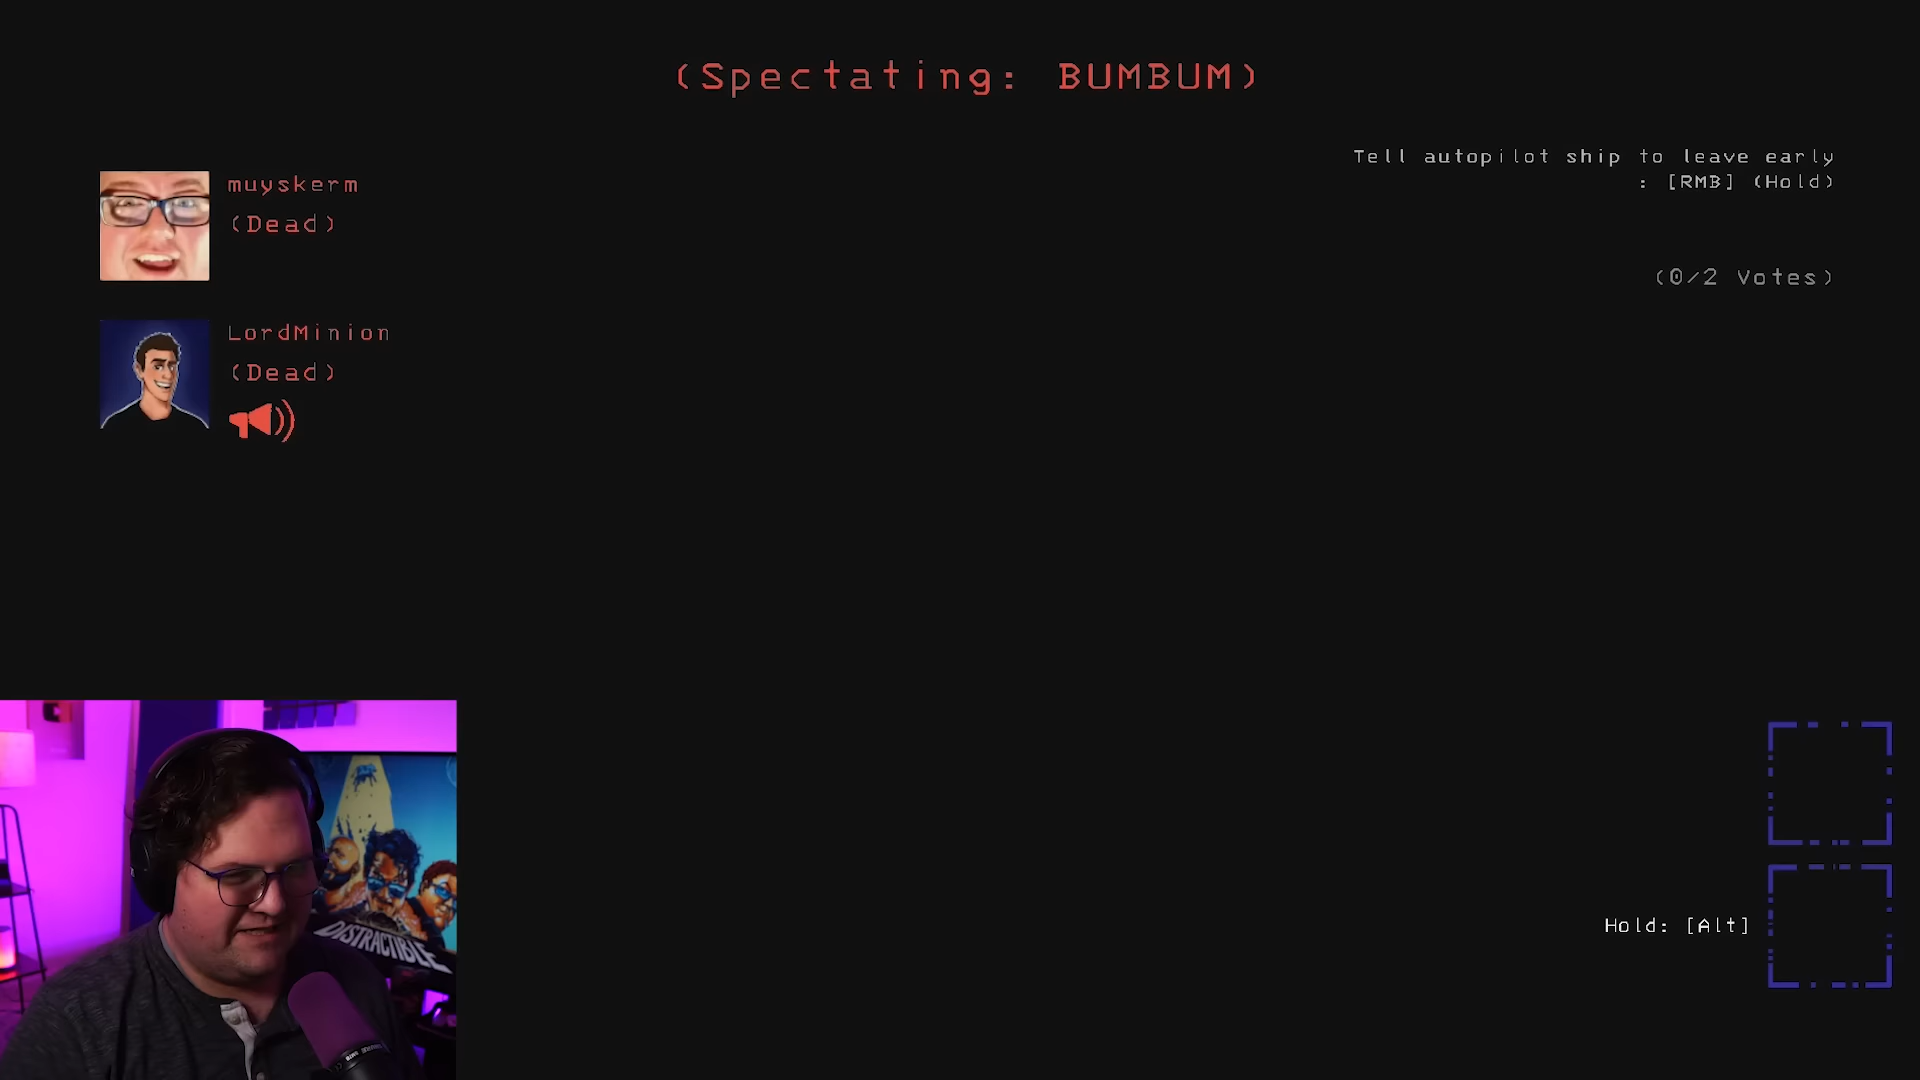 (Spectating: BUMBUM)
muyskerm
(Dead)
LordMinion
(Dead)
Tell autopilot ship to leave early
: [RMB] (Hold)
(0/2 Votes)
Hold: [Alt]
DISTRACTIBLE